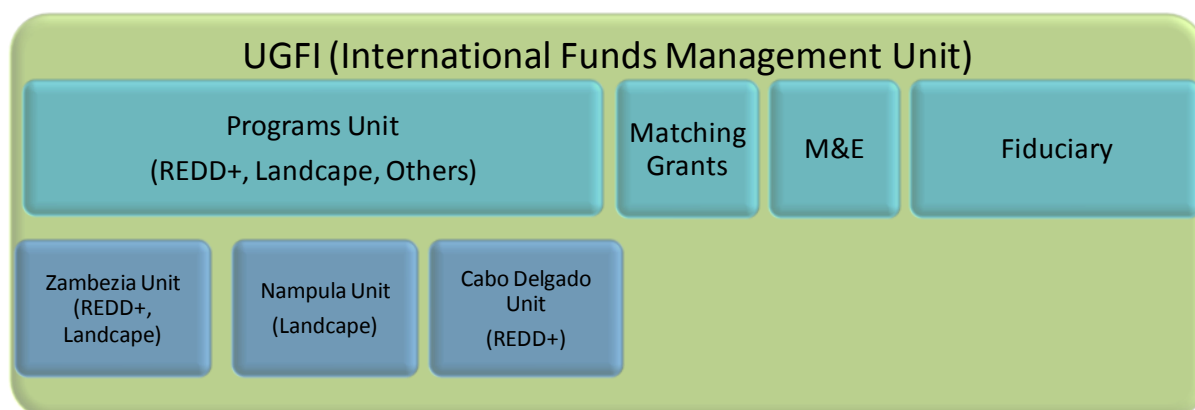 UGFI (International Funds Management Unit)
Programs Unit
(REDD+, Landcape, Others)
Matching
Grants
M&E
Fiduciary
Zambezia Unit
(REDD+,
Landcape)
Nampula Unit
(Landcape)
Cabo Delgado
Unit
(REDD+)